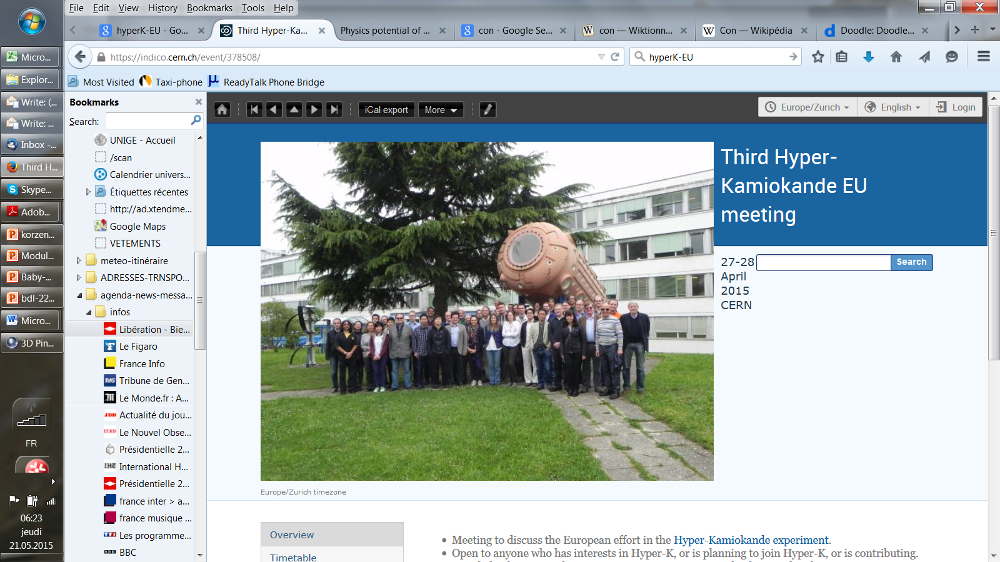 File Edit View History Bookmarks Tools Help
hyperK-EU - Go...
Third Hyper-Ka...
Physics potential of ...
con - Google Se...
con — Wiktionn...
Con — Wikipédia
Doodle: Doodle...
https://indico.cern.ch/event/378508/
hyperK-EU
Most Visited Taxi-phone ReadyTalk Phone Bridge
Micro...
Explor...
Write: (...
Write: ...
Inbox -...
Third H...
Skype...
Adob...
korzen...
Modul...
Baby-...
bdl-22...
Micro...
3D Pin...
FR
06:23
jeudi
21.05.2015
Bookmarks
Search:
UNIGE - Accueil
/scan
Calendrier univers...
Étiquettes récentes
http://ad.xtendme...
Google Maps
VETEMENTS
meteo-itinéraire
ADRESSES-TRNSPO...
agenda-news-messa...
infos
Libération - Bie...
Le Figaro
France Info
Tribune de Gen...
Le Monde.fr : A...
Actualité du jou...
Le Nouvel Obse...
Présidentielle 2...
International H...
Présidentielle 2...
france inter > a...
france musique ...
Les programme...
BBC
iCal export More
Europe/Zurich English Login
Third Hyper-
Kamiokande EU
meeting
27-28
April
2015
CERN
Search
Europe/Zurich timezone
Overview
Timetable
Meeting to discuss the European effort in the Hyper-Kamiokande experiment.
Open to anyone who has interests in Hyper-K, or is planning to join Hyper-K, or is contributing.